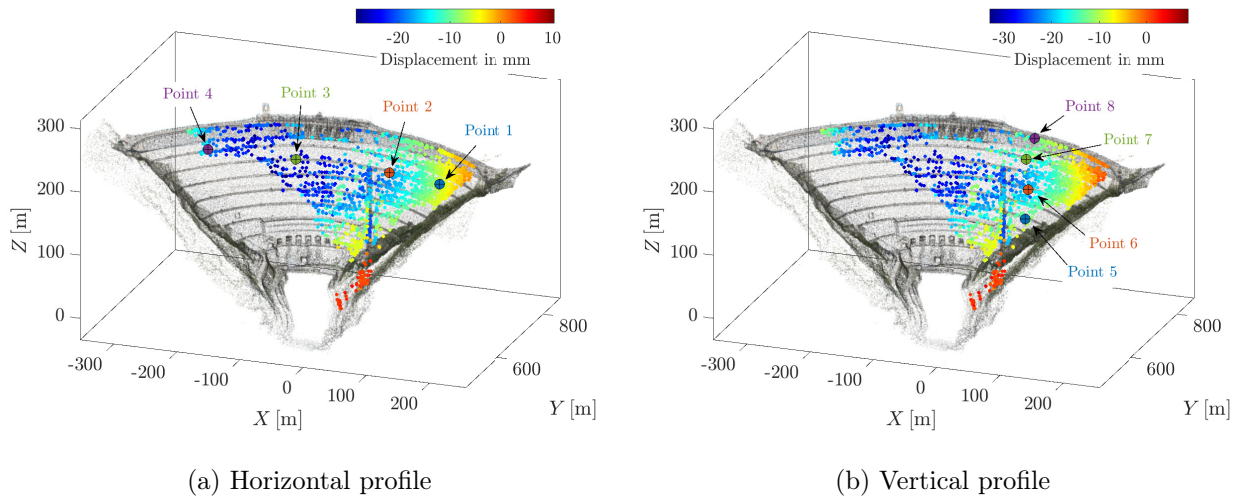 -20 -10 0 10
Displacement in mm
Point 4
Point 3
Point 2
Point 1
300
200
100
0
Z [m]
-300
-200
-100
0
100
200
X [m]
600
800
Y [m]
(a) Horizontal profile
-30 -20 -10 0
Displacement in mm
Point 8
Point 7
Point 6
Point 5
300
200
100
0
Z [m]
-300
-200
-100
0
100
200
X [m]
600
800
Y [m]
(b) Vertical profile